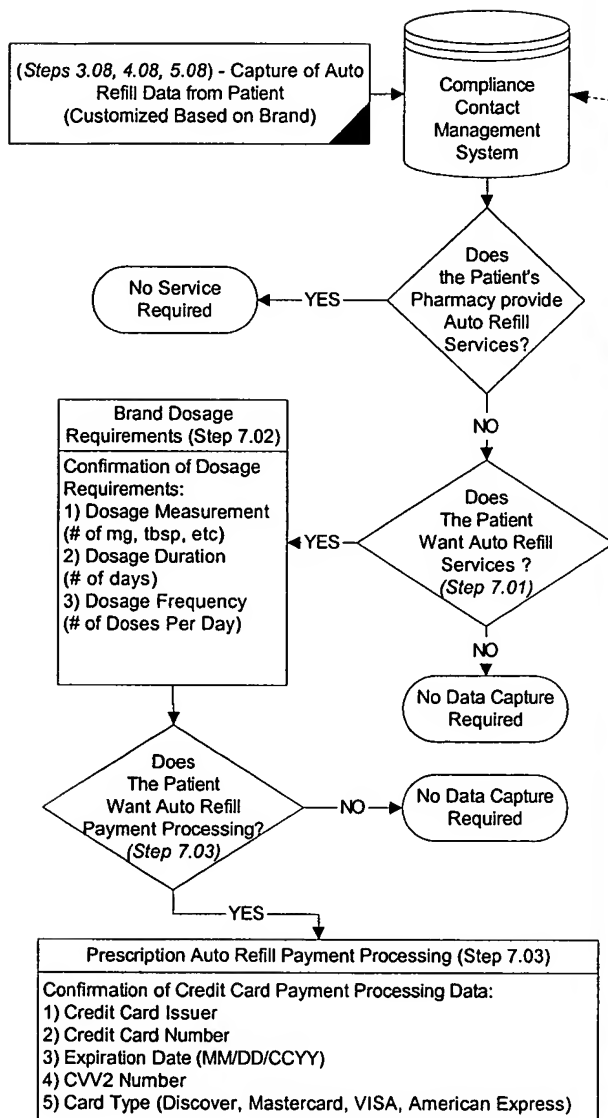 (Steps 3.08, 4.08, 5.08) - Capture of Auto
Refill Data from Patient
(Customized Based on Brand)
Compliance
Contact
Management
System
Does
the Patient's
Pharmacy provide
Auto Refill
Services?
YES
No Service
Required
NO
Does
The Patient
Want Auto Refill
Services ?
(Step 7.01)
YES
Brand Dosage
Requirements (Step 7.02)
Confirmation of Dosage
Requirements:
1) Dosage Measurement
(# of mg, tbsp, etc)
2) Dosage Duration
(# of days)
3) Dosage Frequency
(# of Doses Per Day)
NO
No Data Capture
Required
Does
The Patient
Want Auto Refill
Payment Processing?
(Step 7.03)
NO
No Data Capture
Required
YES
Prescription Auto Refill Payment Processing (Step 7.03)
Confirmation of Credit Card Payment Processing Data:
1) Credit Card Issuer
2) Credit Card Number
3) Expiration Date (MM/DD/CCYY)
4) CVV2 Number
5) Card Type (Discover, Mastercard, VISA, American Express)